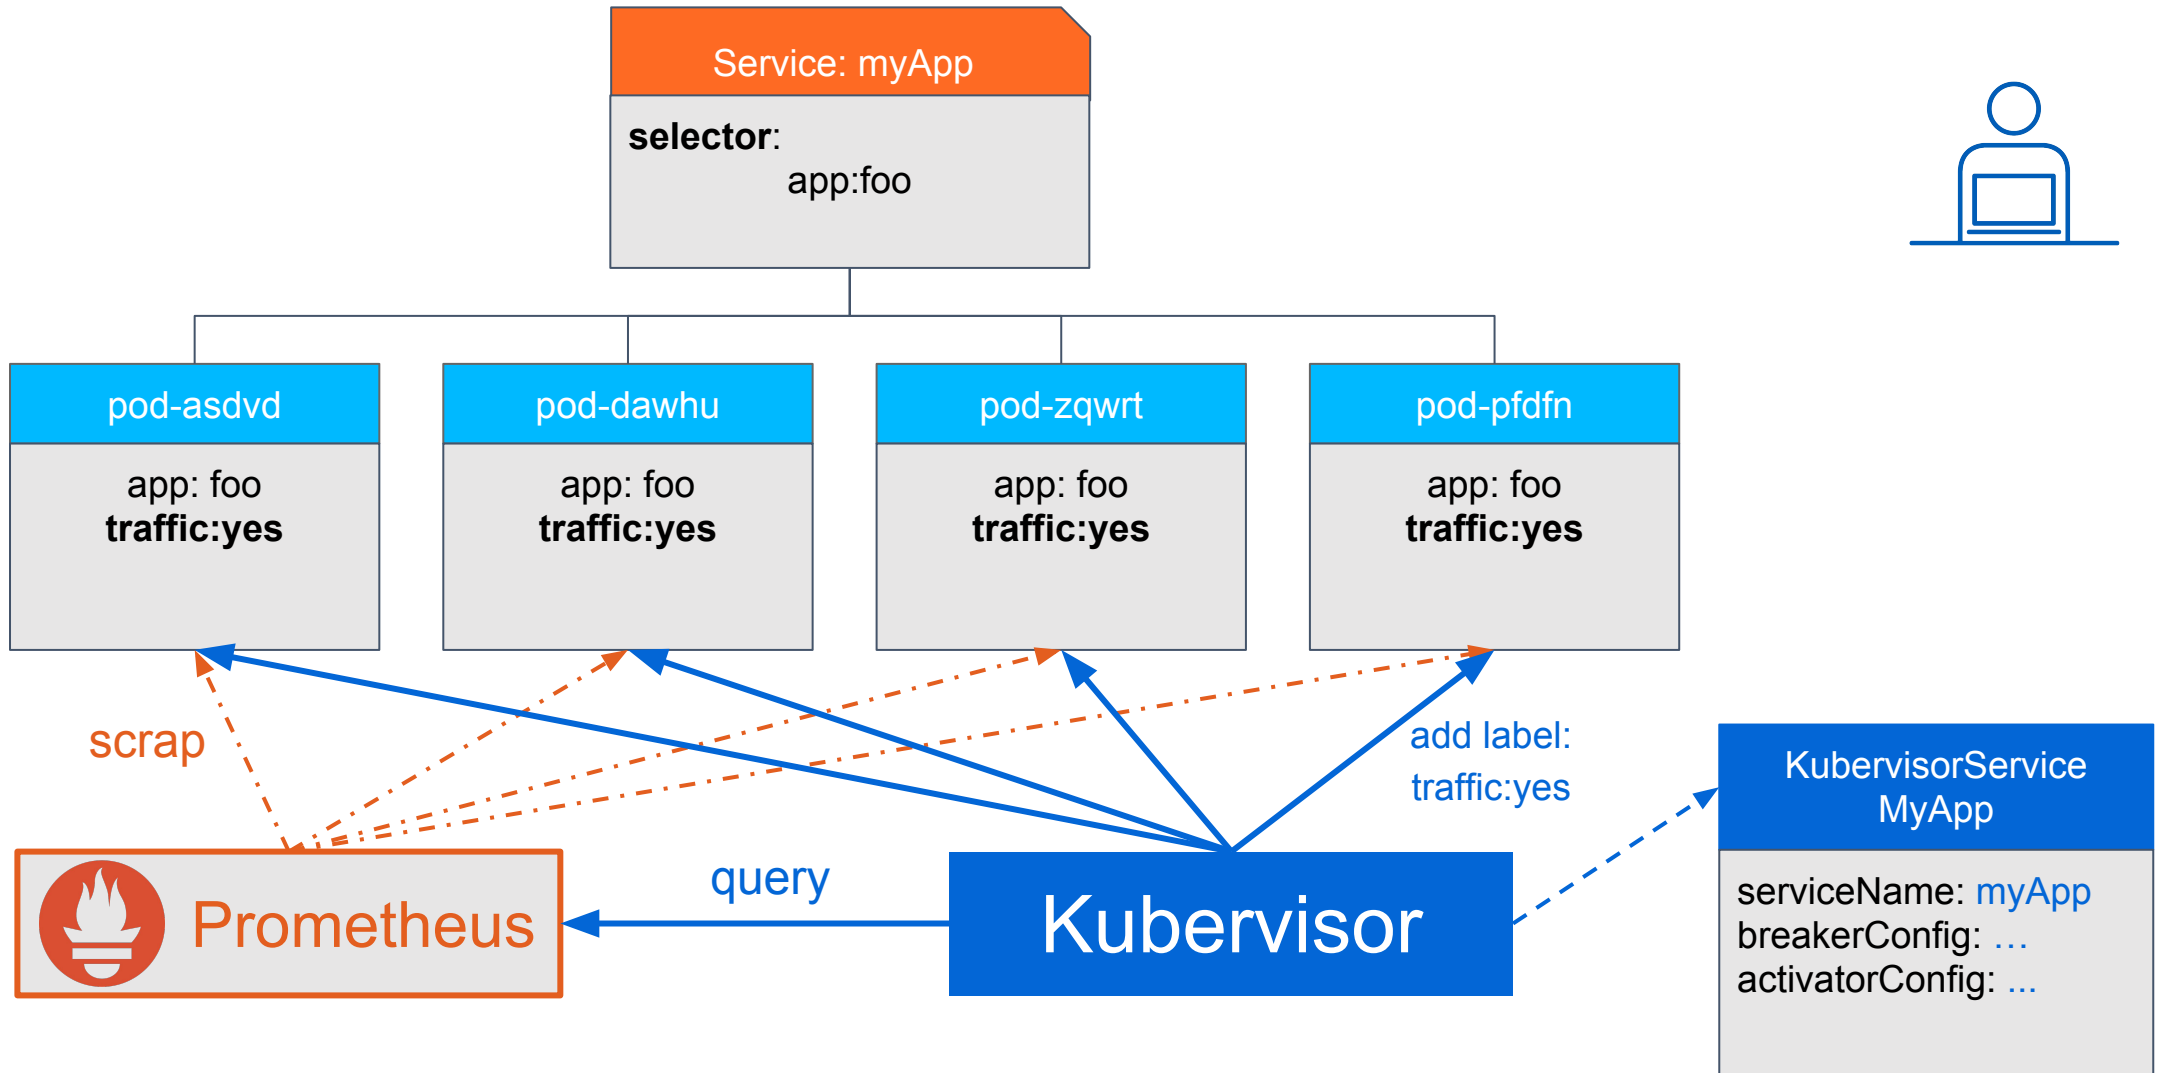 Service: myApp
selector:
app:foo
pod-asdvd
app: foo
traffic:yes
pod-dawhu
app: foo
traffic:yes
pod-zqwrt
app: foo
traffic:yes
pod-pfdfn
app: foo
traffic:yes
scrap
add label:
traffic:yes
query
Prometheus
Kubervisor
KubervisorService
MyApp
serviceName: myApp
breakerConfig: …
activatorConfig: ...